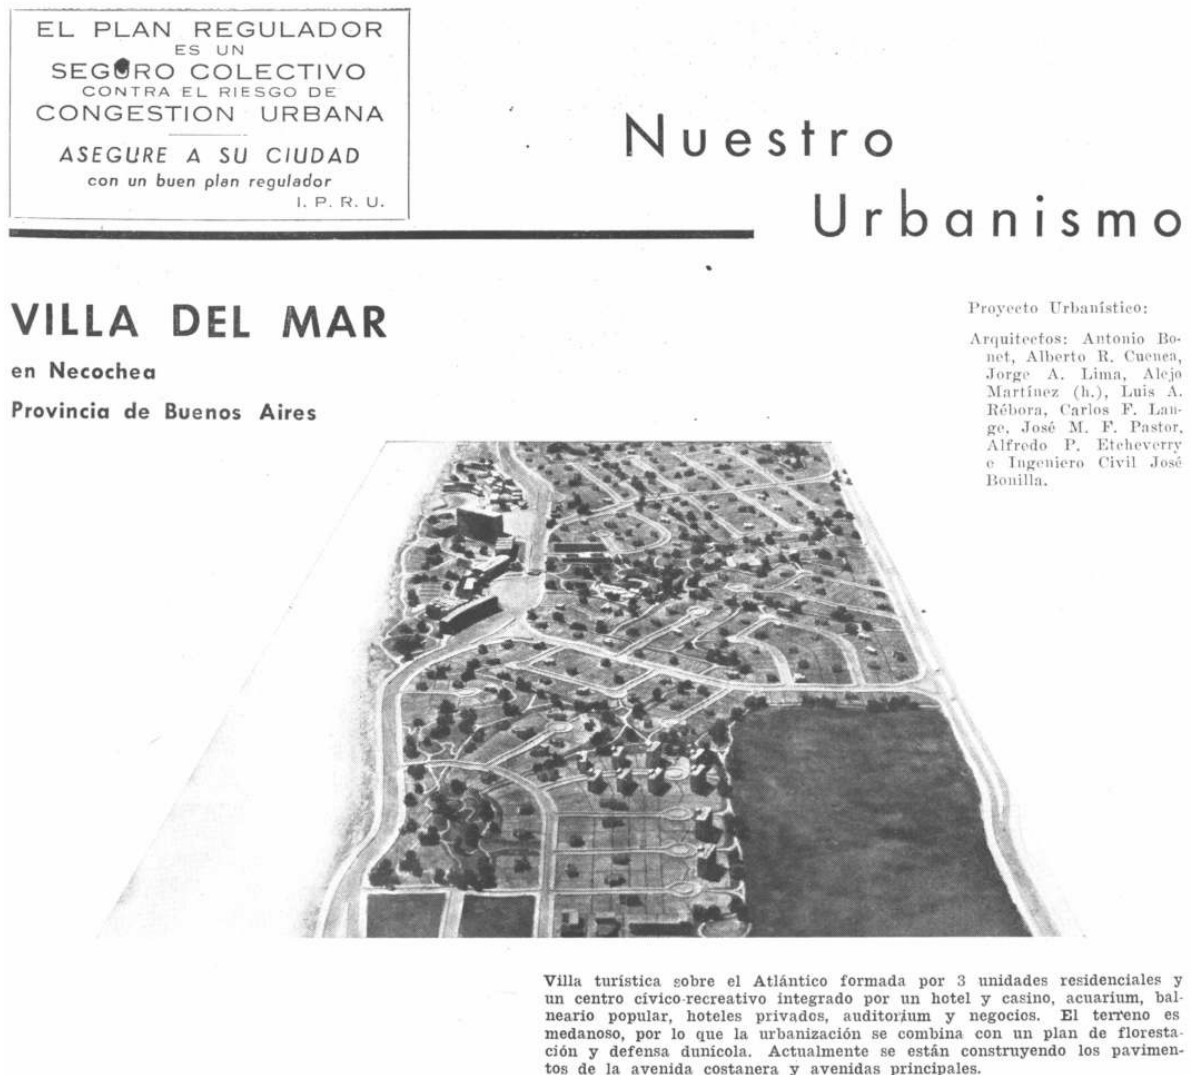 EL PLAN REGULADOR
ES UN
SEGURO COLECTIVO
CONTRA EL RIESGO DE
CONGESTION URBANA
ASEGURE A SU CIUDAD
con un buen plan regulador
I. P. R. U.
Nuestro
Urbanismo
VILLA DEL MAR
en Necochea
Provincia de Buenos Aires
Proyecto Urbanístico:
Arquitectos: Antonio Bo-
net, Alberto R. Cuenca,
Jorge A. Lima, Alejo
Martínez (h.), Luis A.
Rébora, Carlos F. Lan-
ge, José M. F. Pastor,
Alfredo P. Etcheverry
e Ingeniero Civil José
Bonilla.
Villa turística sobre el Atlántico formada por 3 unidades residenciales y
un centro cívico-recreativo integrado por un hotel y casino, acuarium, bal-
neario popular, hoteles privados, auditorium y negocios. El terreno es
medanoso, por lo que la urbanización se combina con un plan de foresta-
ción y defensa dunícola. Actualmente se están construyendo los pavimen-
tos de la avenida costanera y avenidas principales.